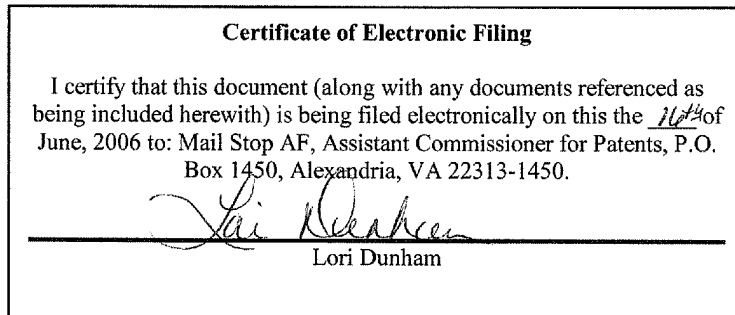 Certificate of Electronic Filing
I certify that this document (along with any documents referenced as
being included herewith) is being filed electronically on this the 16th of
June, 2006 to: Mail Stop AF, Assistant Commissioner for Patents, P.O.
Box 1450, Alexandria, VA 22313-1450.
Lori Dunham
Lori Dunham